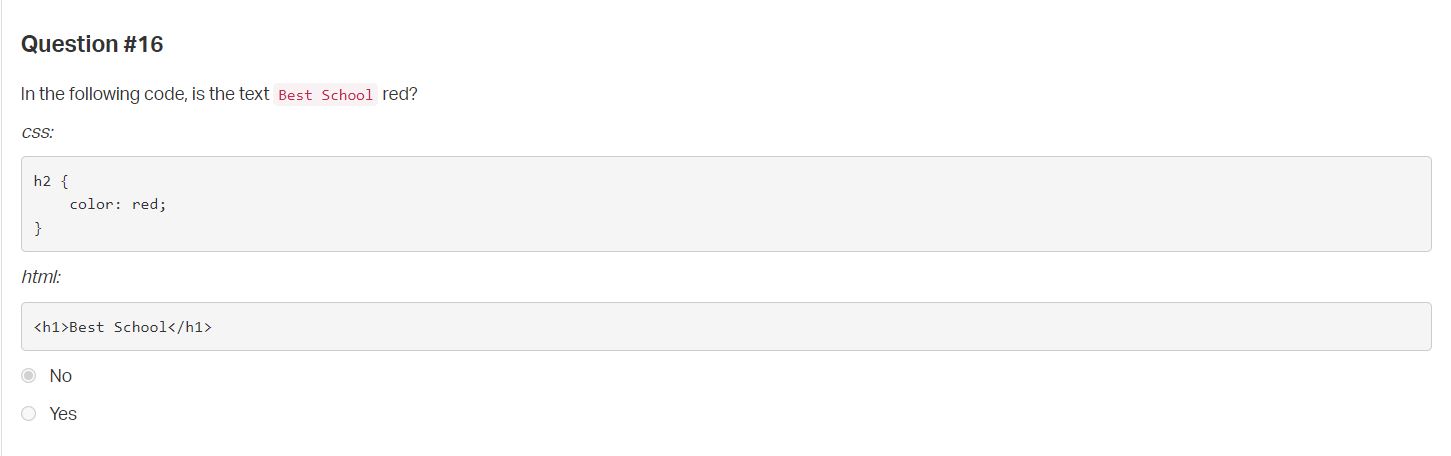 Question #16
In the following code, is the text Best School red?
css:
h2 {
    color: red;
}
html:
<h1>Best School</h1>
No
Yes